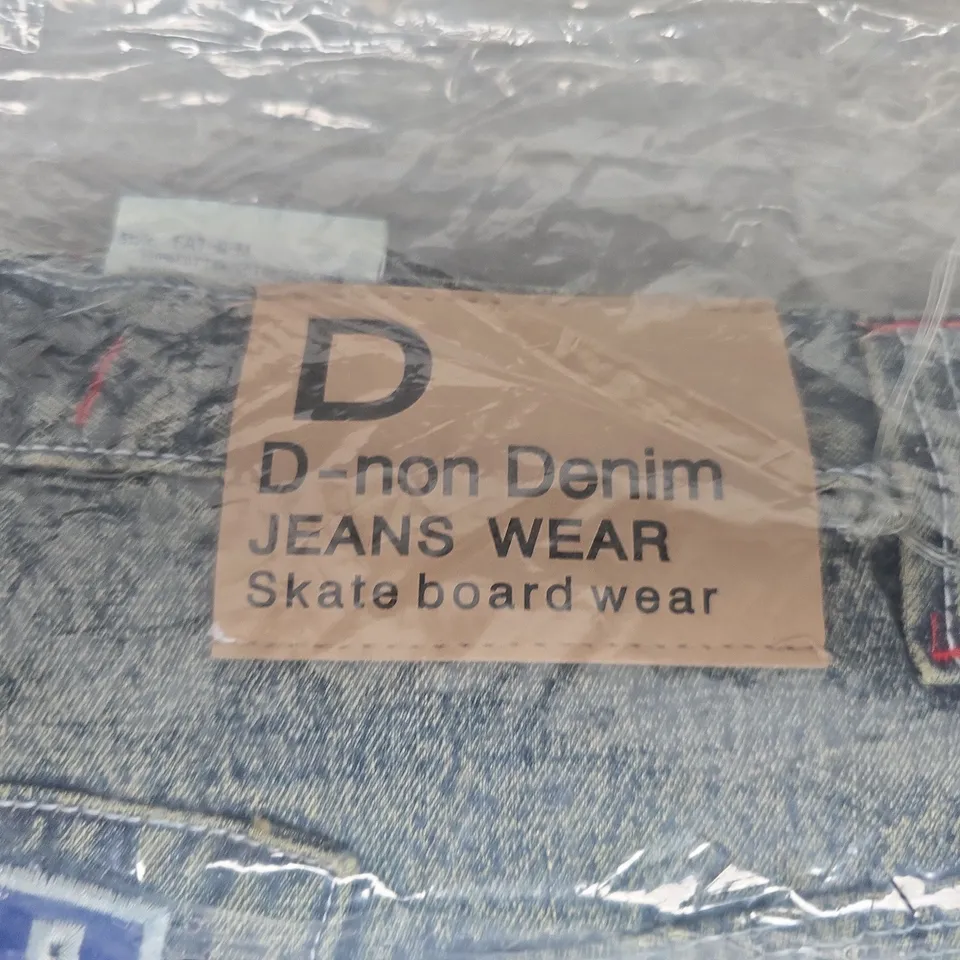 D
D-non Denim
JEANS WEAR
Skate board wear